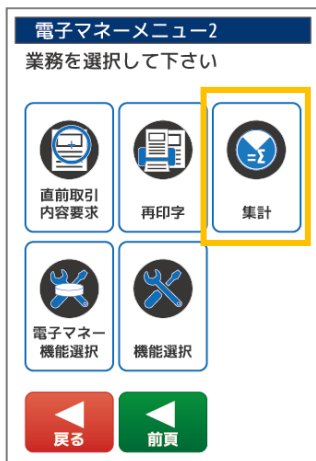 電子マネーメニュー2
業務を選択して下さい
直前取引
内容要求
再印字
=Σ
集計
電子マネー
機能選択
機能選択
戻る
前頁